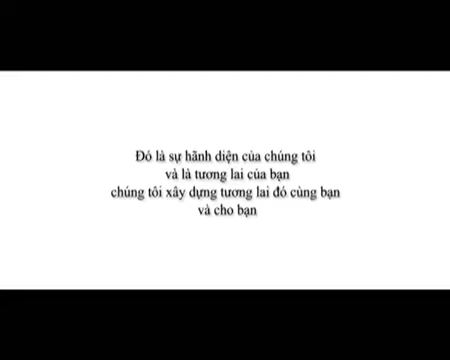 Đó là sự hãnh diện của chúng tôi
và là tương lai của bạn
chúng tôi xây dựng tương lai đó cùng bạn
và cho bạn